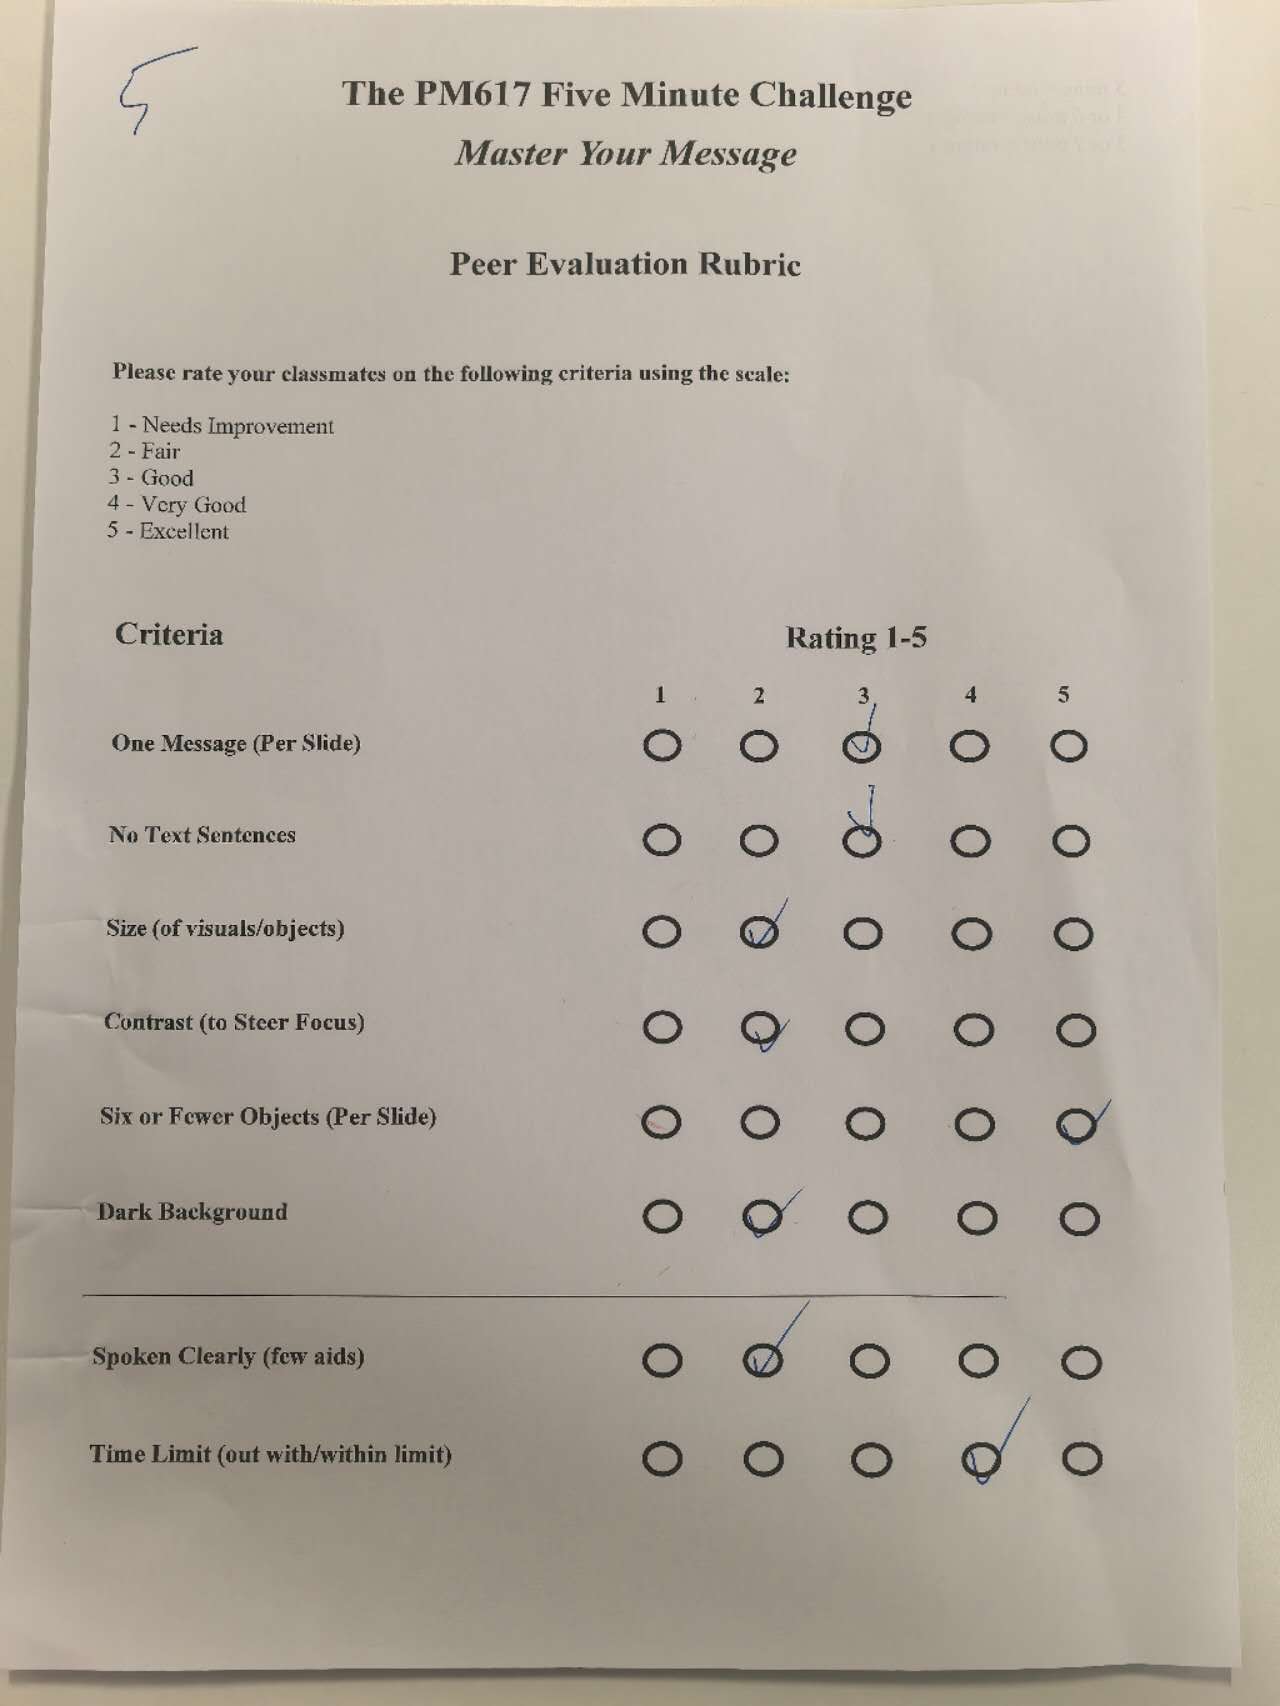 5
The PM617 Five Minute Challenge
Master Your Message
Peer Evaluation Rubric
Please rate your classmates on the following criteria using the scale:
1 - Needs Improvement
2 - Fair
3 - Good
4 - Very Good
5 - Excellent
Criteria Rating 1-5
1 2 3 4 5
One Message (Per Slide)
No Text Sentences
Size (of visuals/objects)
Contrast (to Steer Focus)
Six or Fewer Objects (Per Slide)
Dark Background
Spoken Clearly (few aids)
Time Limit (out with/within limit)